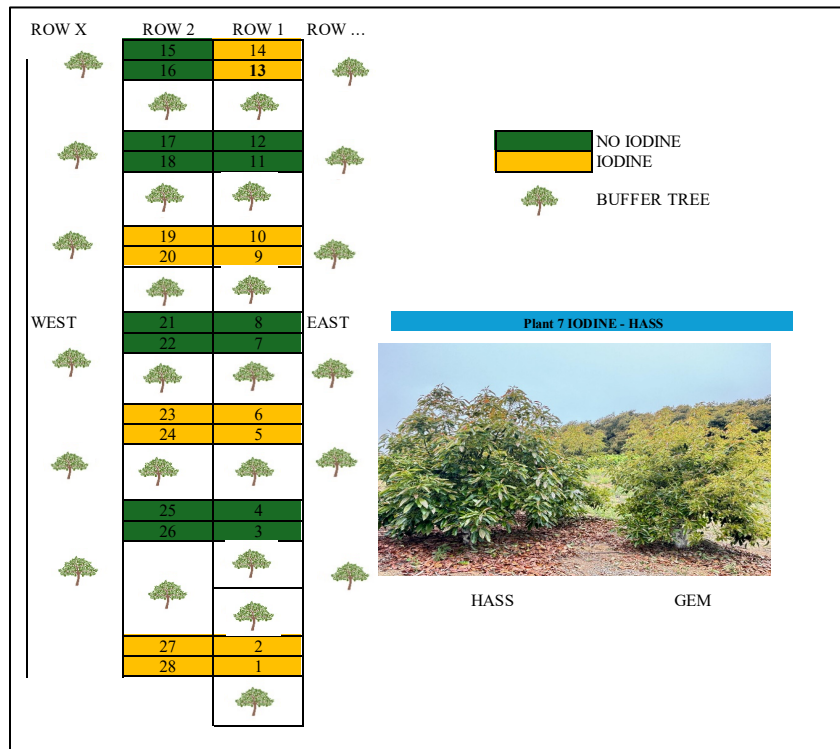 ROW X ROW 2 ROW 1 ROW ...
15 14
16 13
17 12
18 11
NO IODINE
IODINE
BUFFER TREE
19 10
20 9
WEST 21 8 EAST
22 7
Plant 7 IODINE - HASS
23 6
24 5
25 4
26 3
HASS GEM
27 2
28 1